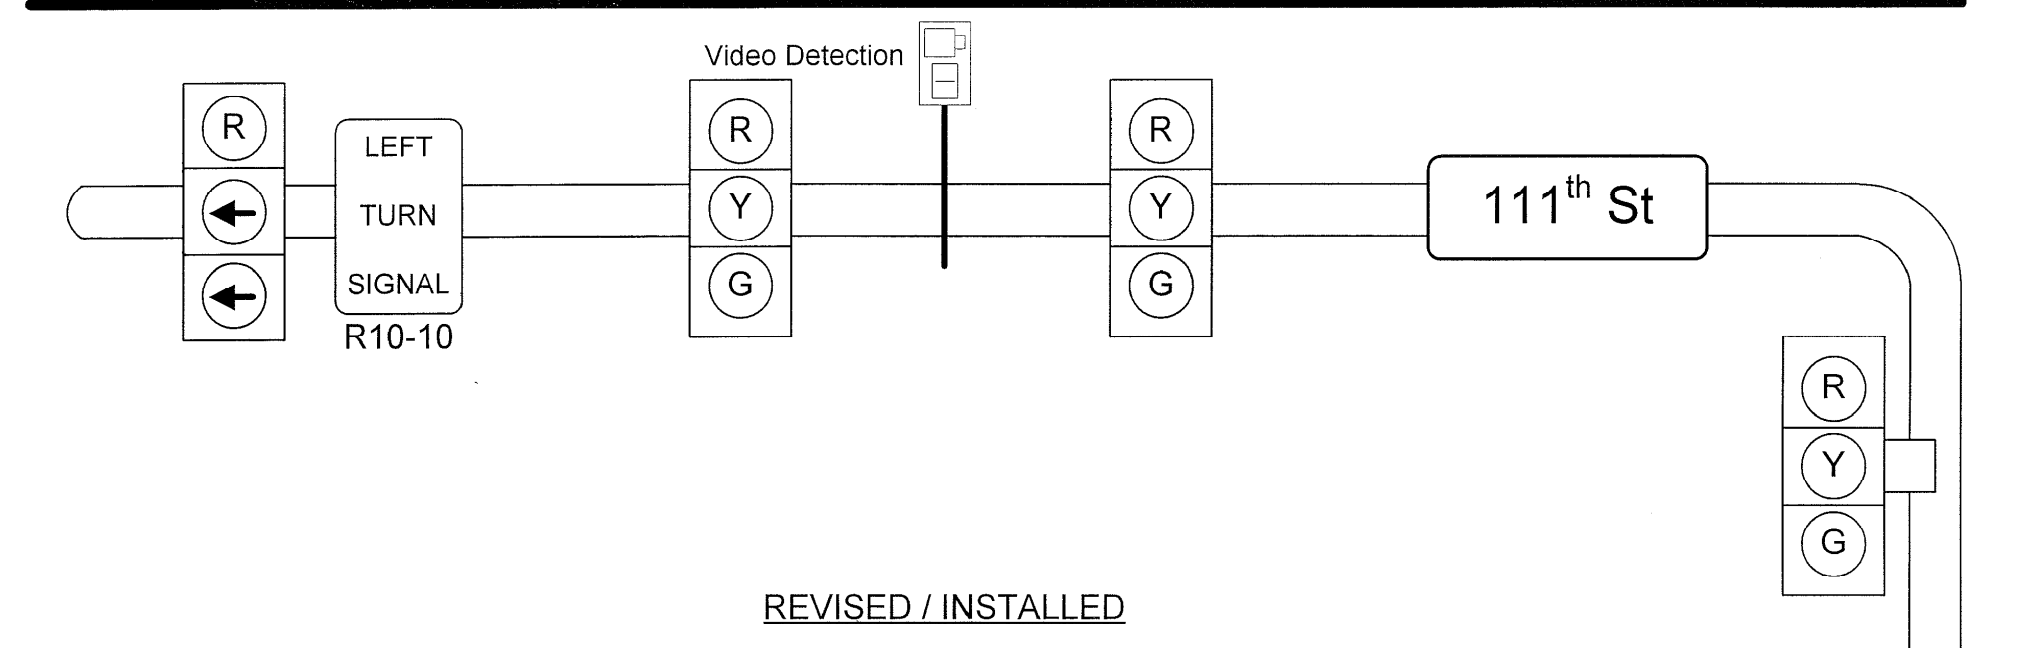 Video Detection
R
LEFT
TURN
SIGNAL
R10-10
R
Y
G
R
Y
G
111th St
R
Y
G
REVISED / INSTALLED